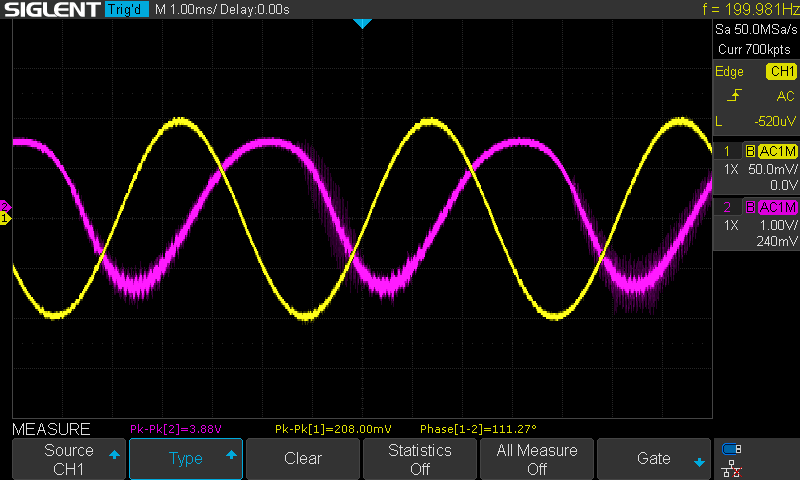 SIGLENT Trig'd M 1.00ms/ Delay:0.00s f = 199.981Hz
Sa 50.0MSa/s
Curr 700kpts
Edge CH1
AC
L -520uV
1 B AC1M
1X 50.0mV/
0.0V
2 B AC1M
1X 1.00V/
240mV
2
1
MEASURE Pk-Pk[2]=3.88V Pk-Pk[1]=208.00mV Phase[1-2]=111.27°
Source
CH1
Type
Clear
Statistics
Off
All Measure
Off
Gate